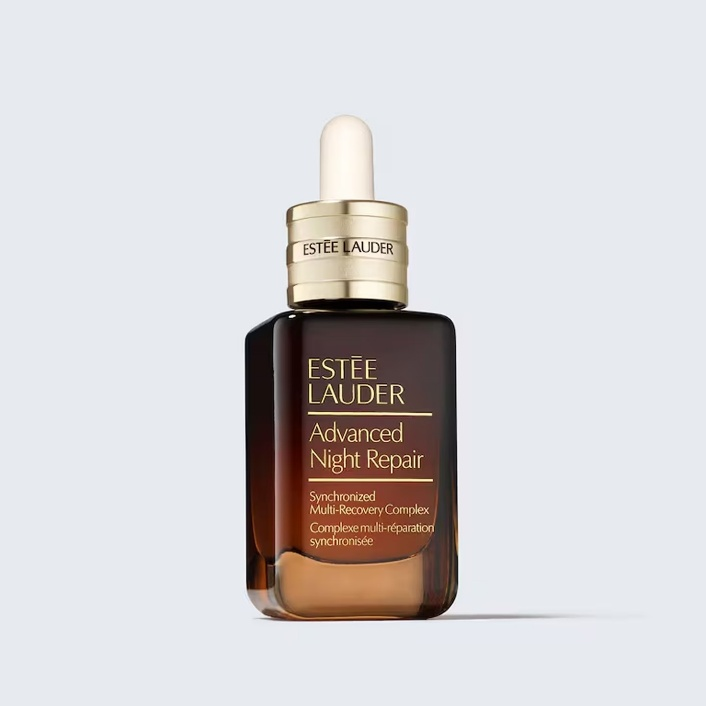 ESTĒE LAUDER
ESTĒE
LAUDER
Advanced
Night Repair
Synchronized
Multi-Recovery Complex
Complexe multi-réparation
synchronisée